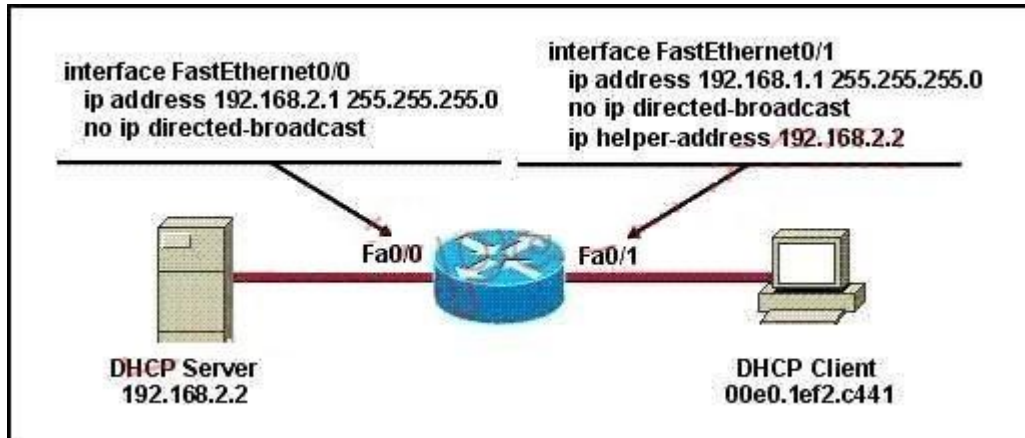 interface FastEthernet0/0
ip address 192.168.2.1 255.255.255.0
no ip directed-broadcast
interface FastEthernet0/1
ip address 192.168.1.1 255.255.255.0
no ip directed-broadcast
ip helper-address 192.168.2.2
Fa0/0
Fa0/1
DHCP Server
192.168.2.2
DHCP Client
00e0.1ef2.c441